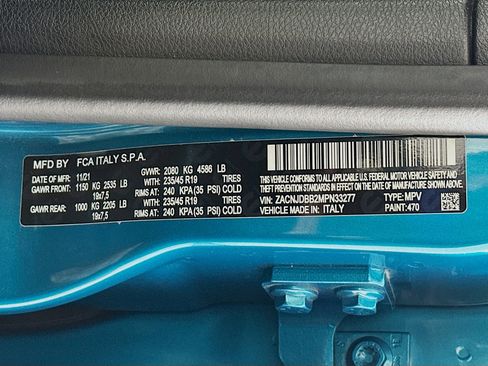 MFD BY FCA ITALY S.P.A.
DATE OF MFR: 11/21 GVWR: 2080 KG 4586 LB
GAWR FRONT: 1150 KG 2535 LB WITH 235/45 R19 TIRES
19x7,5 RIMS AT: 240 KPA(35 PSI) COLD
GAWR REAR: 1000 KG 2205 LB WITH 235/45 R19 TIRES
19x7,5 RIMS AT: 240 KPA(35 PSI) COLD
THIS VEHICLE CONFORMS TO ALL APPLICABLE U.S. FEDERAL MOTOR VEHICLE SAFETY,
BUMPER, AND THEFT PREVENTION STANDARDS IN EFFECT ON THE DATE OF MANUFACTURE SHOWN ABOVE.
VIN: ZACNJDBB2MPN33277 TYPE: MPV
VEHICLE MADE IN: ITALY PAINT: 470